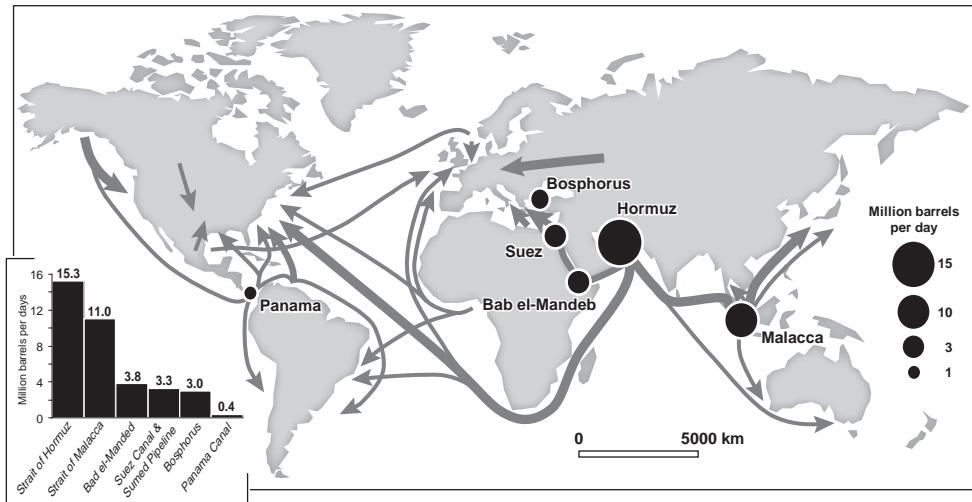 Bosphorus
Hormuz
Suez
Bab el-Mandeb
Panama
Malacca
Million barrels
per day
15
10
3
1
0 5000 km
Million barrels per days
16
12
8
4
0
15.3
11.0
3.8
3.3
3.0
0.4
Strait of Hormuz
Strait of Malacca
Bad el-Manded
Suez Canal &
Sumed Pipeline
Bosphorus
Panama Canal